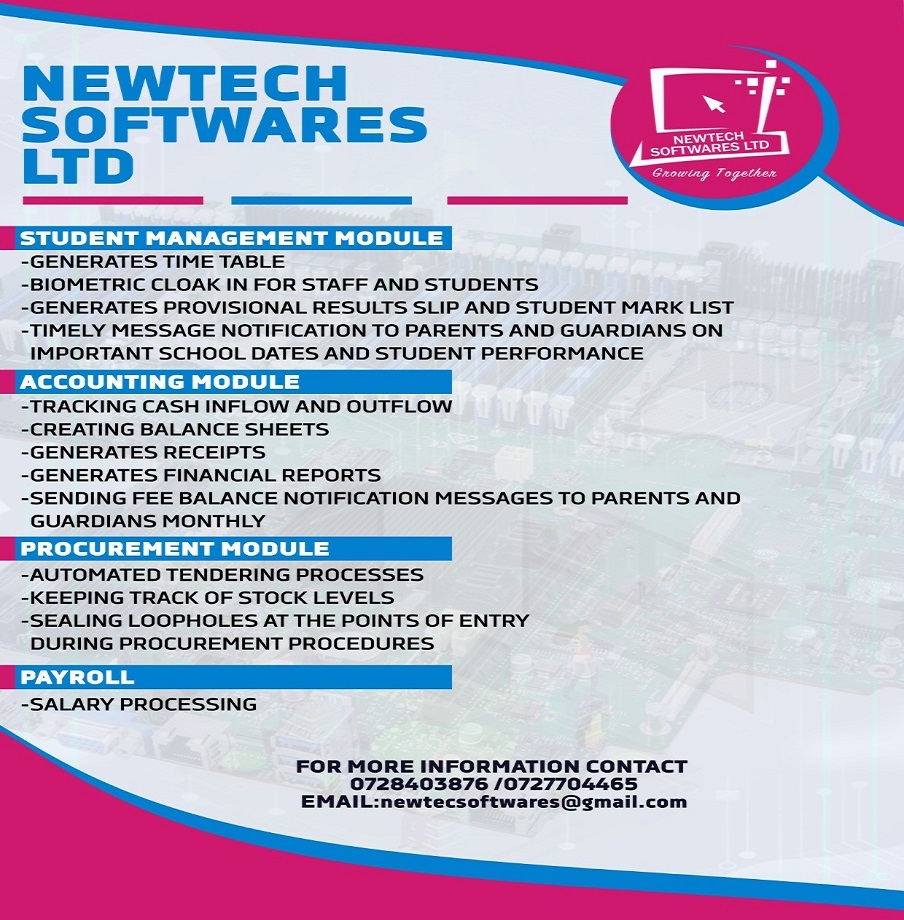 NEWTECH
SOFTWARES
LTD
NEWTECH
SOFTWARES LTD
Growing Together
STUDENT MANAGEMENT MODULE
-GENERATES TIME TABLE
-BIOMETRIC CLOAK IN FOR STAFF AND STUDENTS
-GENERATES PROVISIONAL RESULTS SLIP AND STUDENT MARK LIST
-TIMELY MESSAGE NOTIFICATION TO PARENTS AND GUARDIANS ON
IMPORTANT SCHOOL DATES AND STUDENT PERFORMANCE
ACCOUNTING MODULE
-TRACKING CASH INFLOW AND OUTFLOW
-CREATING BALANCE SHEETS
-GENERATES RECEIPTS
-GENERATES FINANCIAL REPORTS
-SENDING FEE BALANCE NOTIFICATION MESSAGES TO PARENTS AND
GUARDIANS MONTHLY
PROCUREMENT MODULE
-AUTOMATED TENDERING PROCESSES
-KEEPING TRACK OF STOCK LEVELS
-SEALING LOOPHOLES AT THE POINTS OF ENTRY
DURING PROCUREMENT PROCEDURES
PAYROLL
-SALARY PROCESSING
FOR MORE INFORMATION CONTACT
0728403876 /0727704465
EMAIL:newtecsoftwares@gmail.com